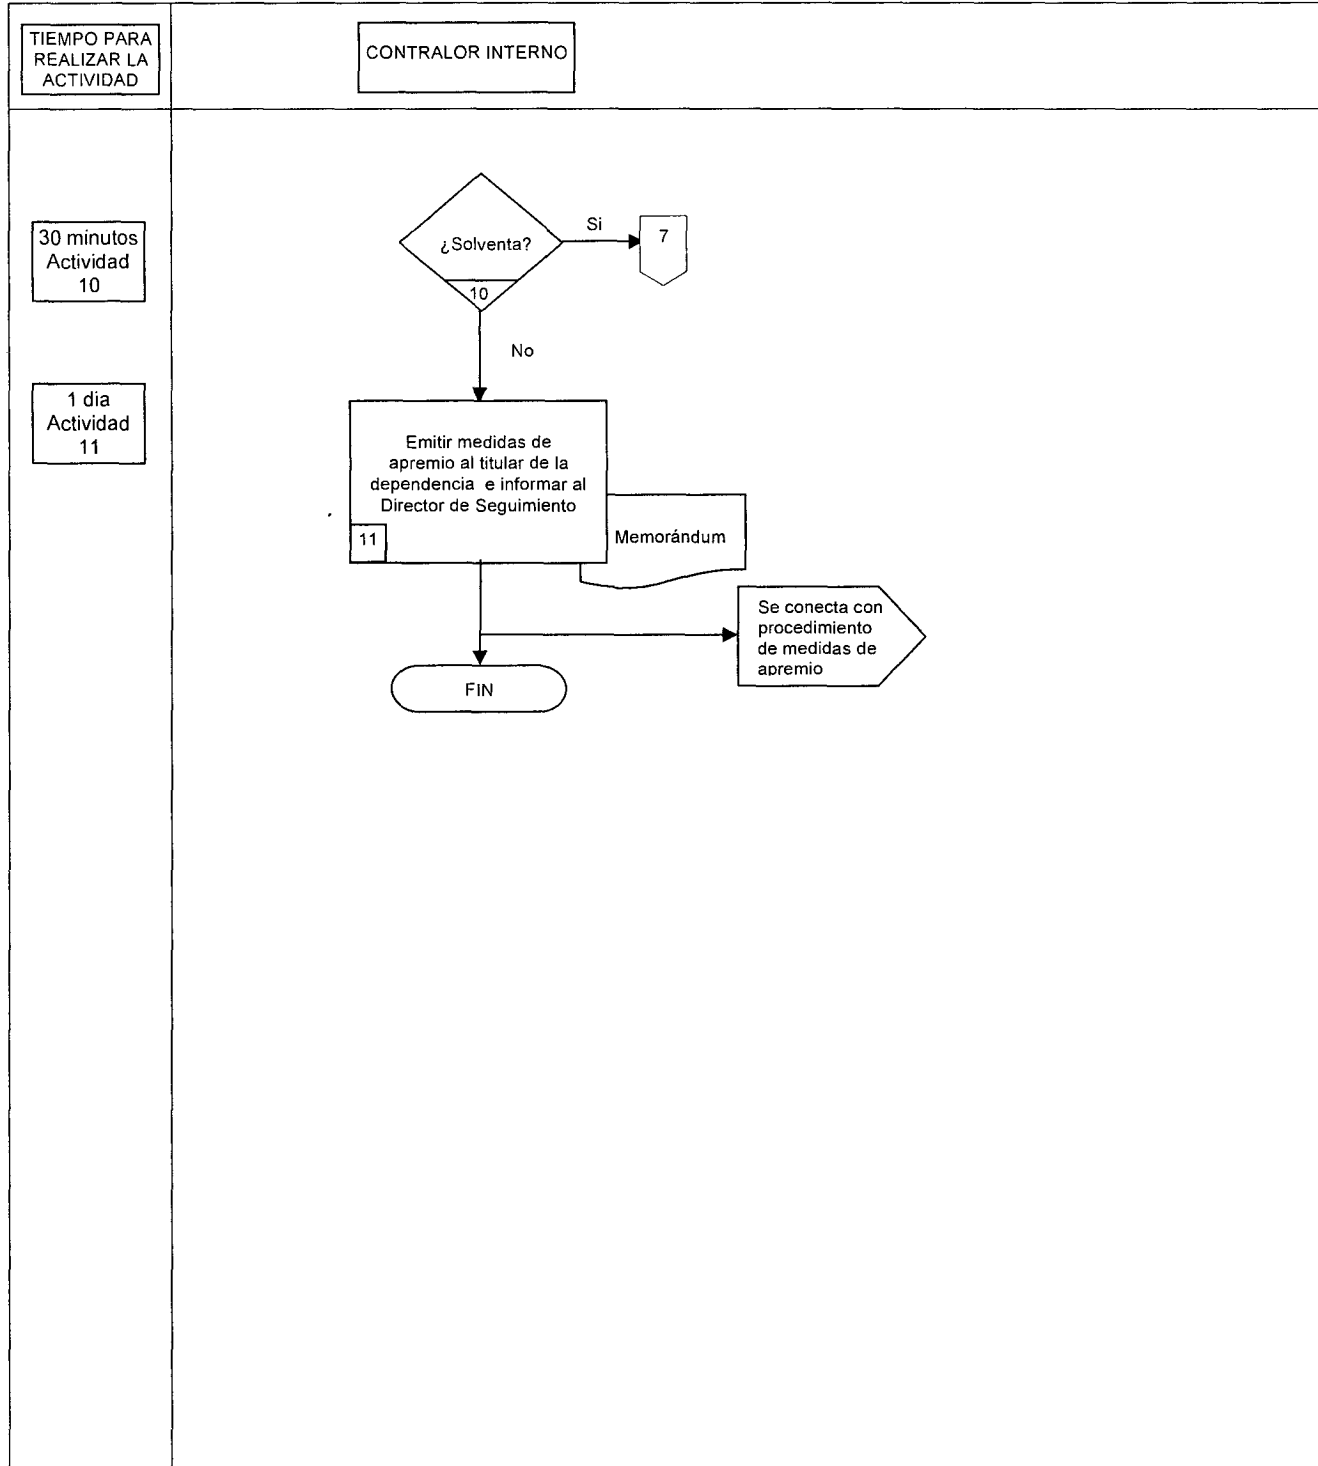 TIEMPO PARA
REALIZAR LA
ACTIVIDAD
CONTRALOR INTERNO
30 minutos
Actividad
10
¿Solventa?
10
Si
7
No
1 dia
Actividad
11
Emitir medidas de
apremio al titular de la
dependencia e informar al
Director de Seguimiento
11
Memorándum
Se conecta con
procedimiento
de medidas de
apremio
FIN